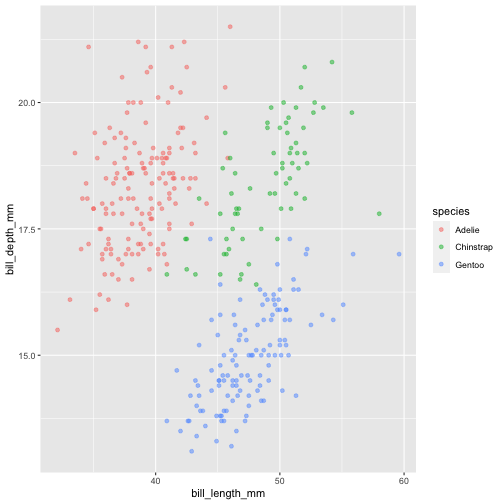 20.0
17.5
15.0
bill_depth_mm
40
50
60
bill_length_mm
species
Adelie
Chinstrap
Gentoo